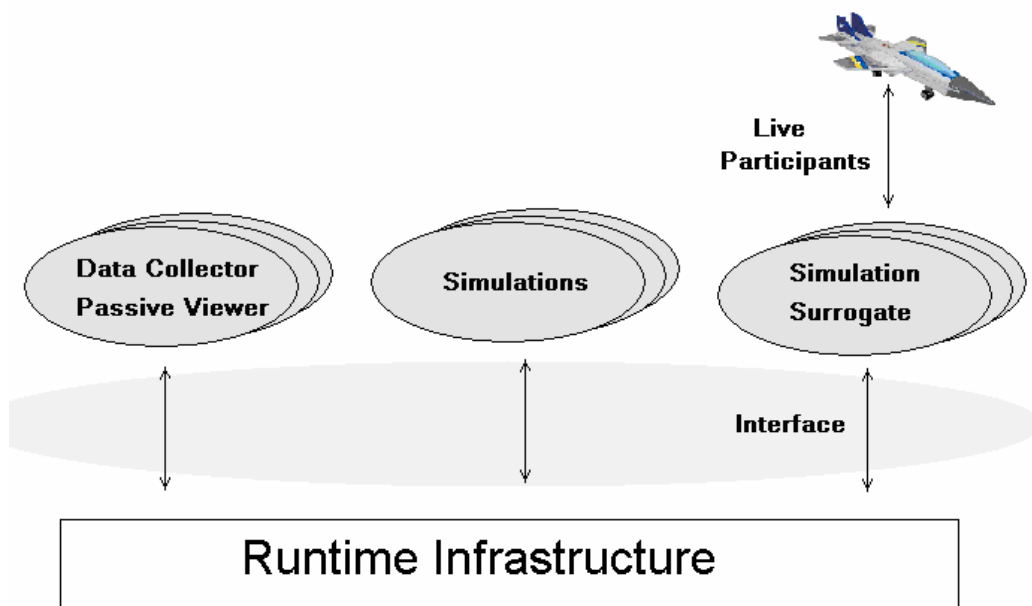 Live
Participants
Data Collector
Passive Viewer
Simulations
Simulation
Surrogate
Interface
Runtime Infrastructure